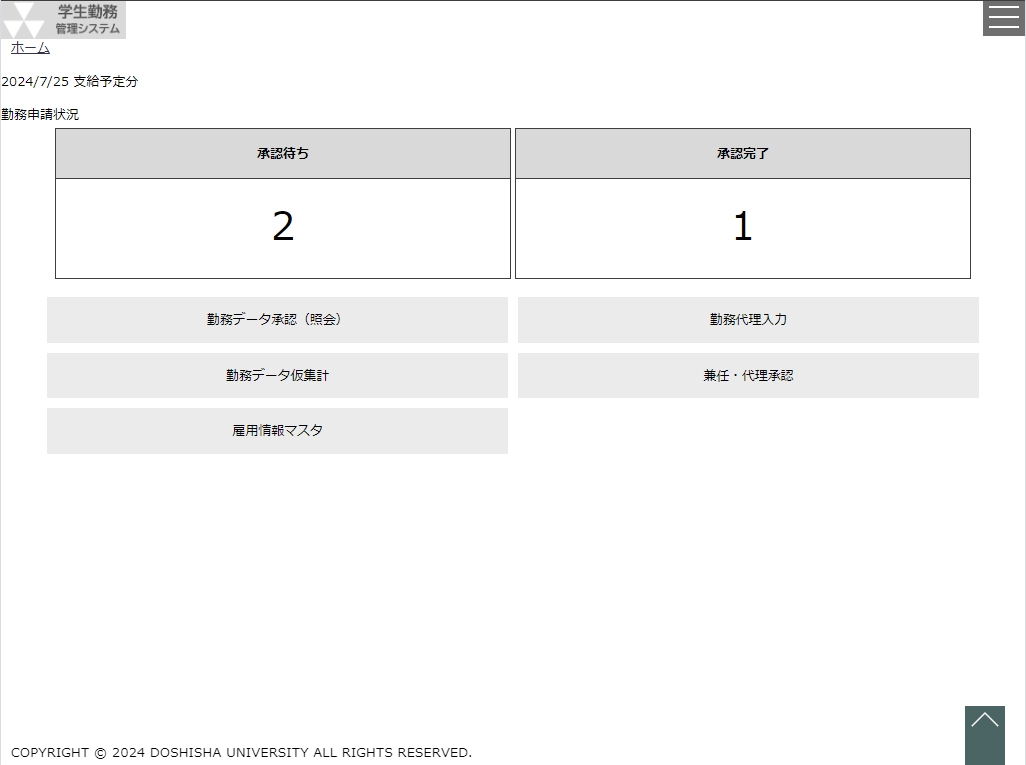 学生勤務
管理システム
ホーム
2024/7/25 支給予定分
勤務申請状況
承認待ち 承認完了
2 1
勤務データ承認（照会） 勤務代理入力
勤務データ仮集計 兼任・代理承認
雇用情報マスタ
COPYRIGHT © 2024 DOSHISHA UNIVERSITY ALL RIGHTS RESERVED.